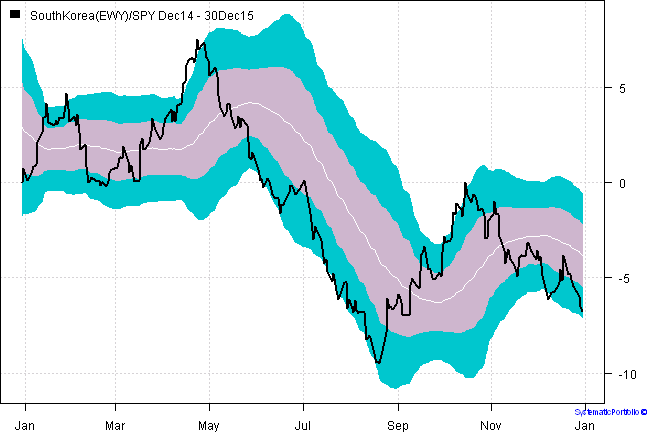 SouthKorea(EWY)/SPY Dec14 - 30Dec15
5
0
-5
-10
Jan Mar May Jul Sep Nov Jan
SystematicPortfolio ©